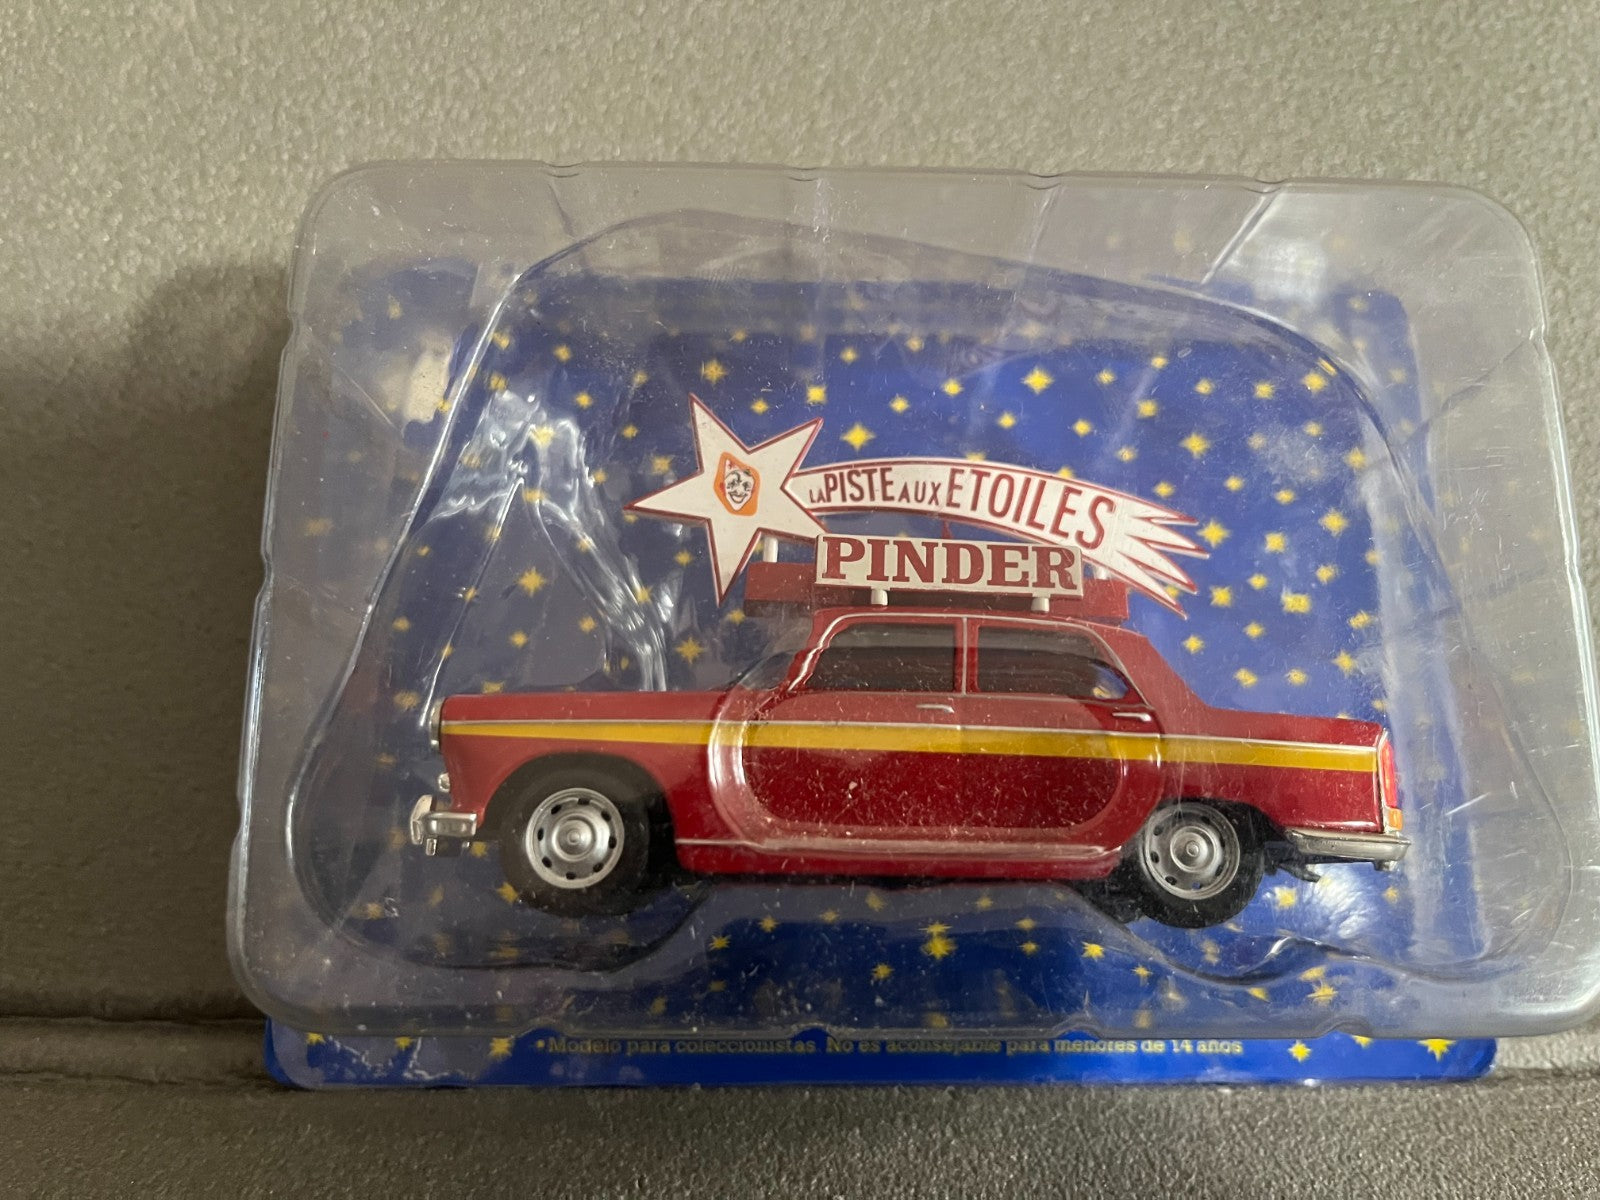 LA PISTE AUX ETOILES
PINDER
• Modelo para coleccionistas. No es aconsejable para menores de 14 años